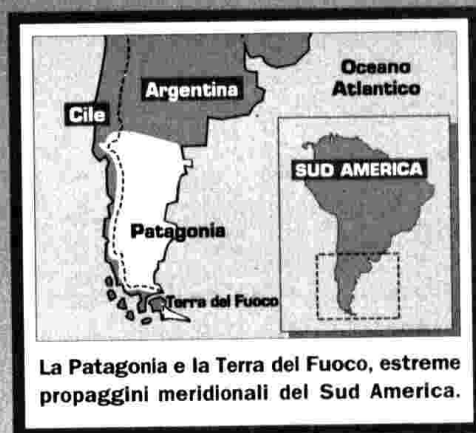 Oceano
Atlantico
Argentina
Cile
SUD AMERICA
Patagonia
Terra del Fuoco
La Patagonia e la Terra del Fuoco, estreme
propaggini meridionali del Sud America.